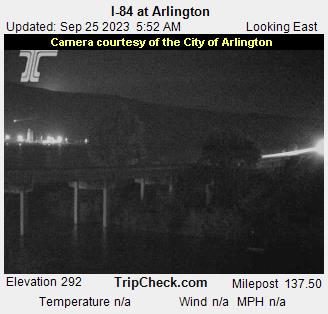 I-84 at Arlington
Updated: Sep 25 2023 5:52 AM Looking East
Camera courtesy of the City of Arlington
Elevation 292 TripCheck.com Milepost 137.50
Temperature n/a Wind n/a MPH n/a